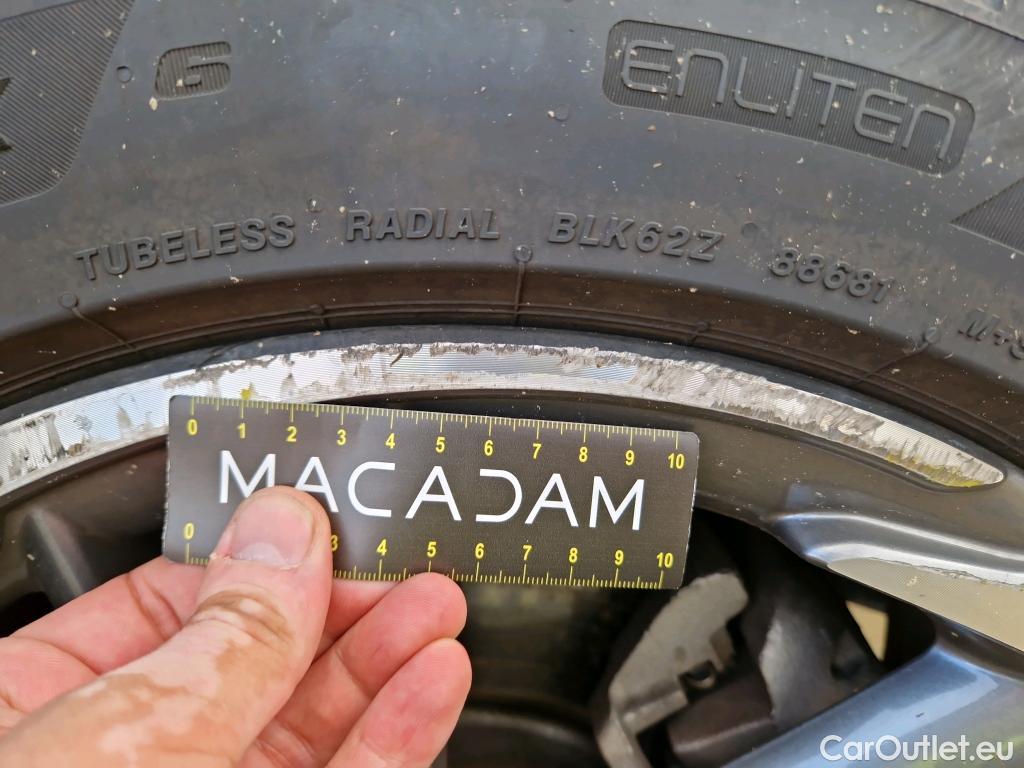 6
ENLITEN
TUBELESS RADIAL BLK62Z 88681
M+S
0 1 2 3 4 5 6 7 8 9 10
MACADAM
0 3 4 5 6 7 8 9 10
CarOutlet.eu